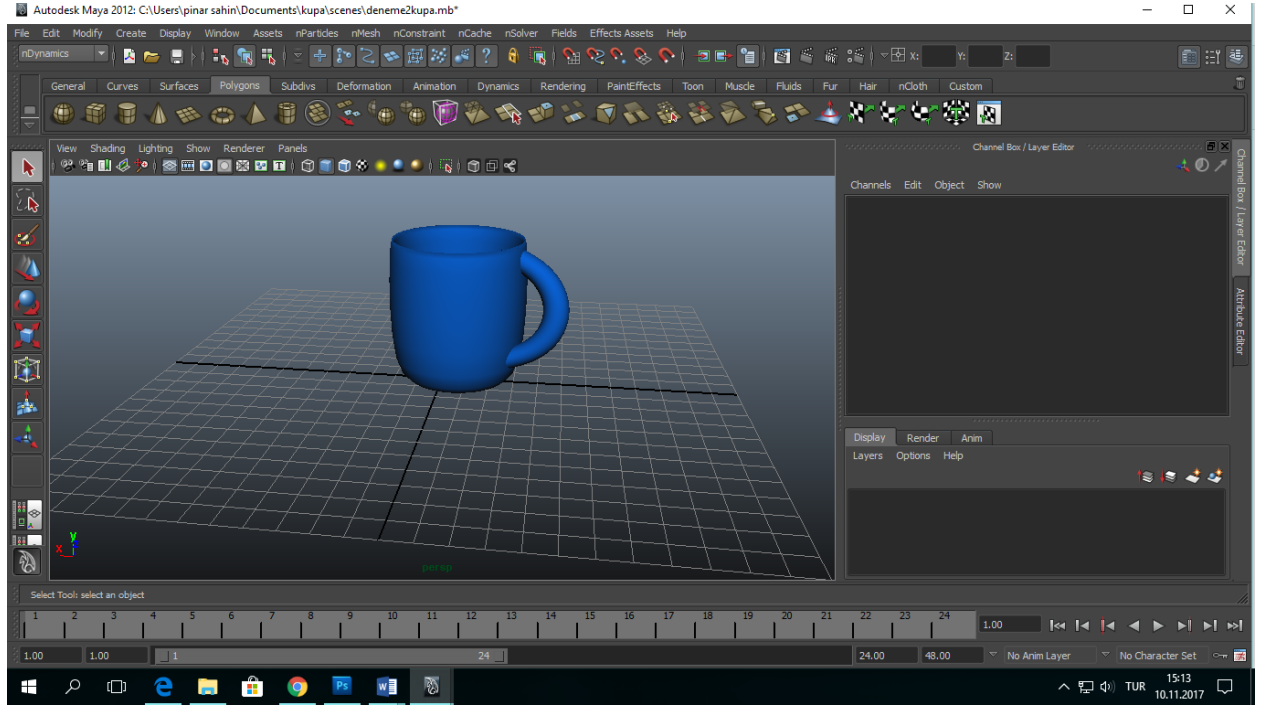 Autodesk Maya 2012: C:\Users\pinar sahin\Documents\kupa\scenes\deneme2kupa.mb*
File Edit Modify Create Display Window Assets nParticles nMesh nConstraint nCache nSolver Fields Effects Assets Help
nDynamics X: Y: Z:
General Curves Surfaces Polygons Subdivs Deformation Animation Dynamics Rendering PaintEffects Toon Muscle Fluids Fur Hair nCloth Custom
View Shading Lighting Show Renderer Panels
Channel Box / Layer Editor
Channels Edit Object Show
Channel Box / Layer Editor
Attribute Editor
Display Render Anim
Layers Options Help
y
x
persp
Select Tool: select an object
1 2 3 4 5 6 7 8 9 10 11 12 13 14 15 16 17 18 19 20 21 22 23 24 1.00
1.00 1.00 1 24 24.00 48.00 No Anim Layer No Character Set
Ps W TUR 15:13
10.11.2017